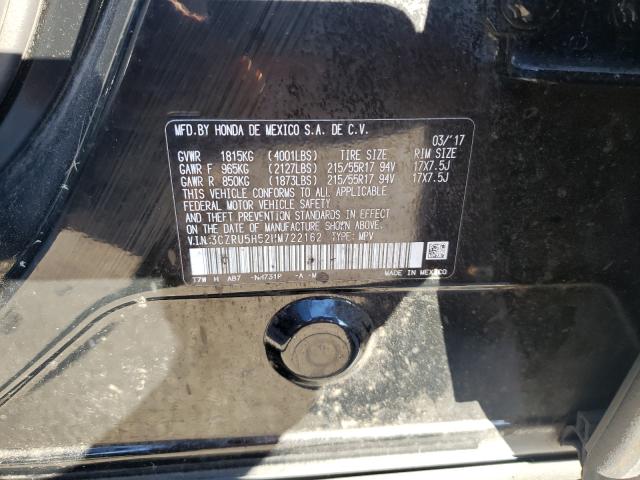 MFD.BY HONDA DE MEXICO S.A. DE C.V. 03/'17
GVWR 1815KG (4001LBS) TIRE SIZE RIM SIZE
GAWR F 965KG (2127LBS) 215/55R17 94V 17X7.5J
GAWR R 850KG (1873LBS) 215/55R17 94V 17X7.5J
THIS VEHICLE CONFORMS TO ALL APPLICABLE
FEDERAL MOTOR VEHICLE SAFETY
AND THEFT PREVENTION STANDARDS IN EFFECT
ON THE DATE OF MANUFACTURE SHOWN ABOVE.
V.I.N: TYPE: MPV
T7W H AB7 -A -M MADE IN MEXICO